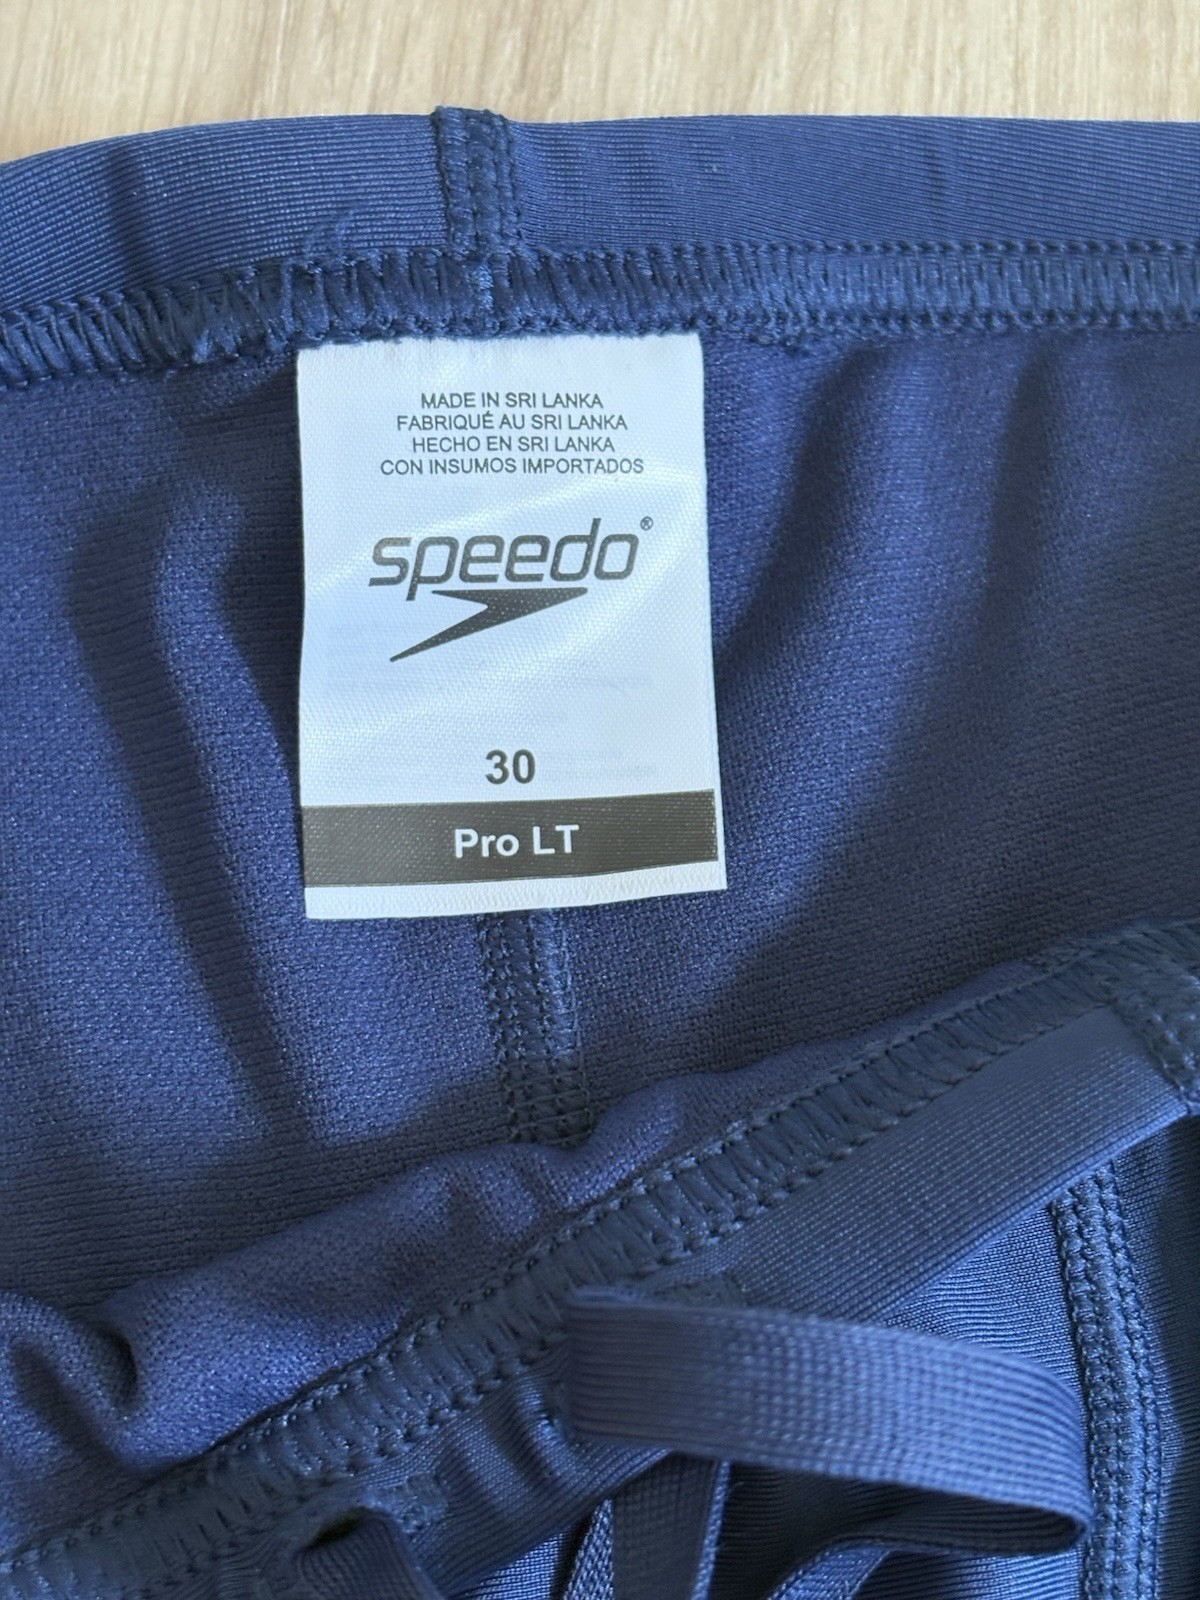 MADE IN SRI LANKA
FABRIQUÉ AU SRI LANKA
HECHO EN SRI LANKA
CON INSUMOS IMPORTADOS
speedo®
30
Pro LT